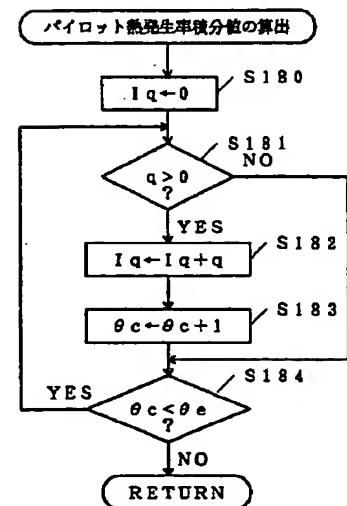 パイロット熱発生率積分値の算出
S180
Iq←0
S181
NO
q>0
?
YES
S182
Iq←Iq+q
S183
θc←θc+1
S184
YES
θc<θe
?
NO
RETURN